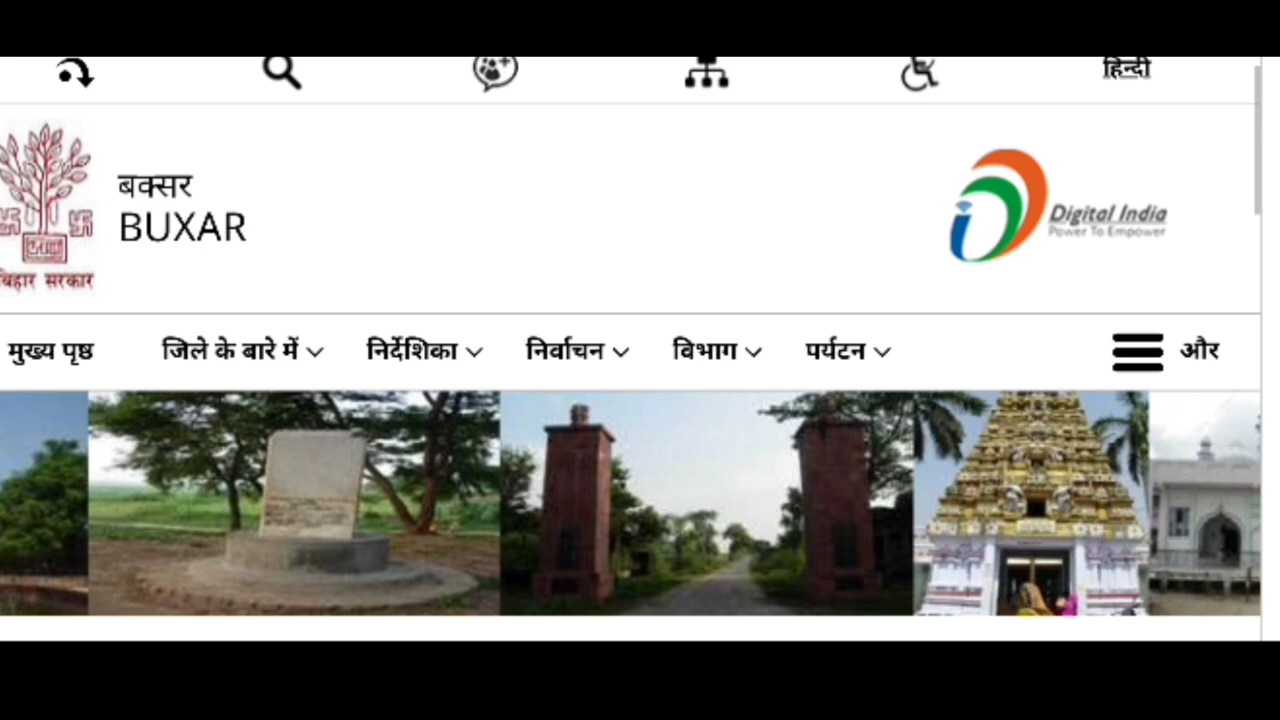 हिन्दी
बक्सर
BUXAR
बिहार सरकार
Digital India
Power To Empower
मुख्य पृष्ठ जिले के बारे में निर्देशिका निर्वाचन विभाग पर्यटन और